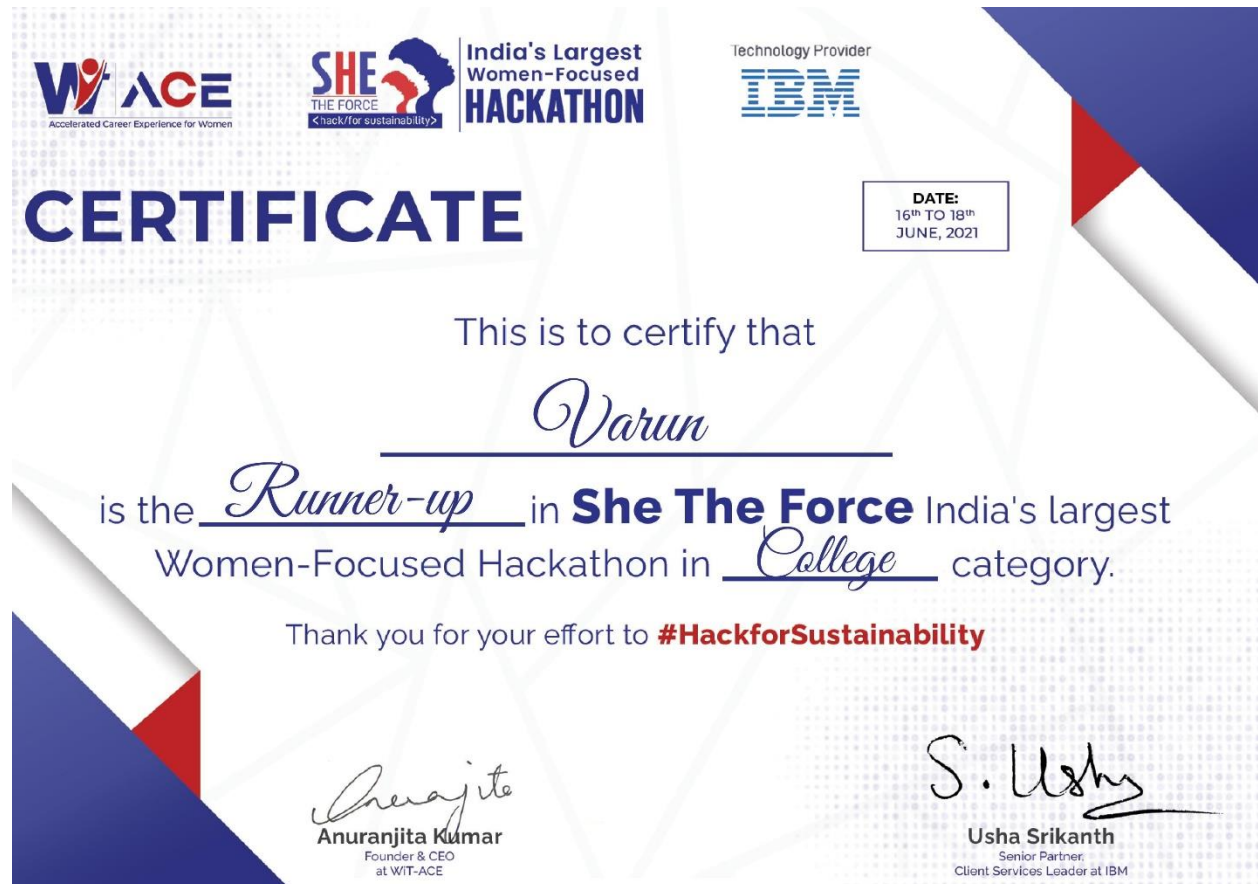 WiT ACE
Accelerated Career Experience for Women
SHE
THE FORCE
<hack/for sustainability>
India's Largest
Women-Focused
HACKATHON
Technology Provider
IBM
CERTIFICATE
DATE:
16th TO 18th
JUNE, 2021
This is to certify that
Varun
is the Runner-up in She The Force India's largest
Women-Focused Hackathon in College category.
Thank you for your effort to #HackforSustainability
S. Usha
Anuranjita Kumar
Founder & CEO
at WiT-ACE
Usha Srikanth
Senior Partner,
Client Services Leader at IBM